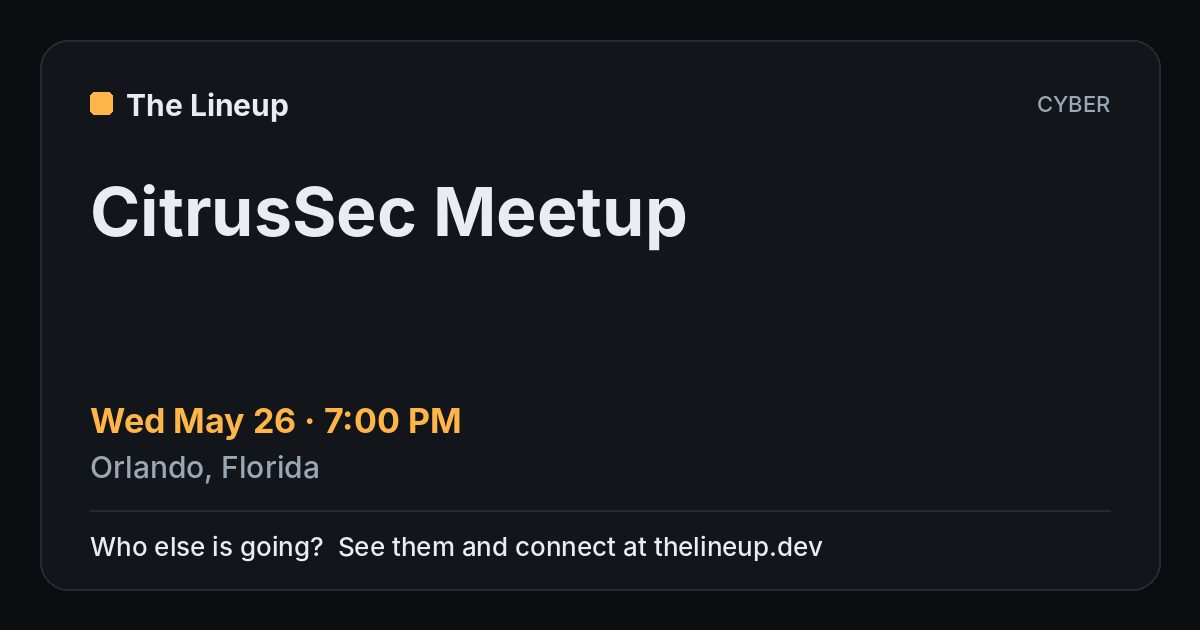 The Lineup
CYBER
CitrusSec Meetup
Wed May 26 · 7:00 PM
Orlando, Florida
Who else is going? See them and connect at thelineup.dev